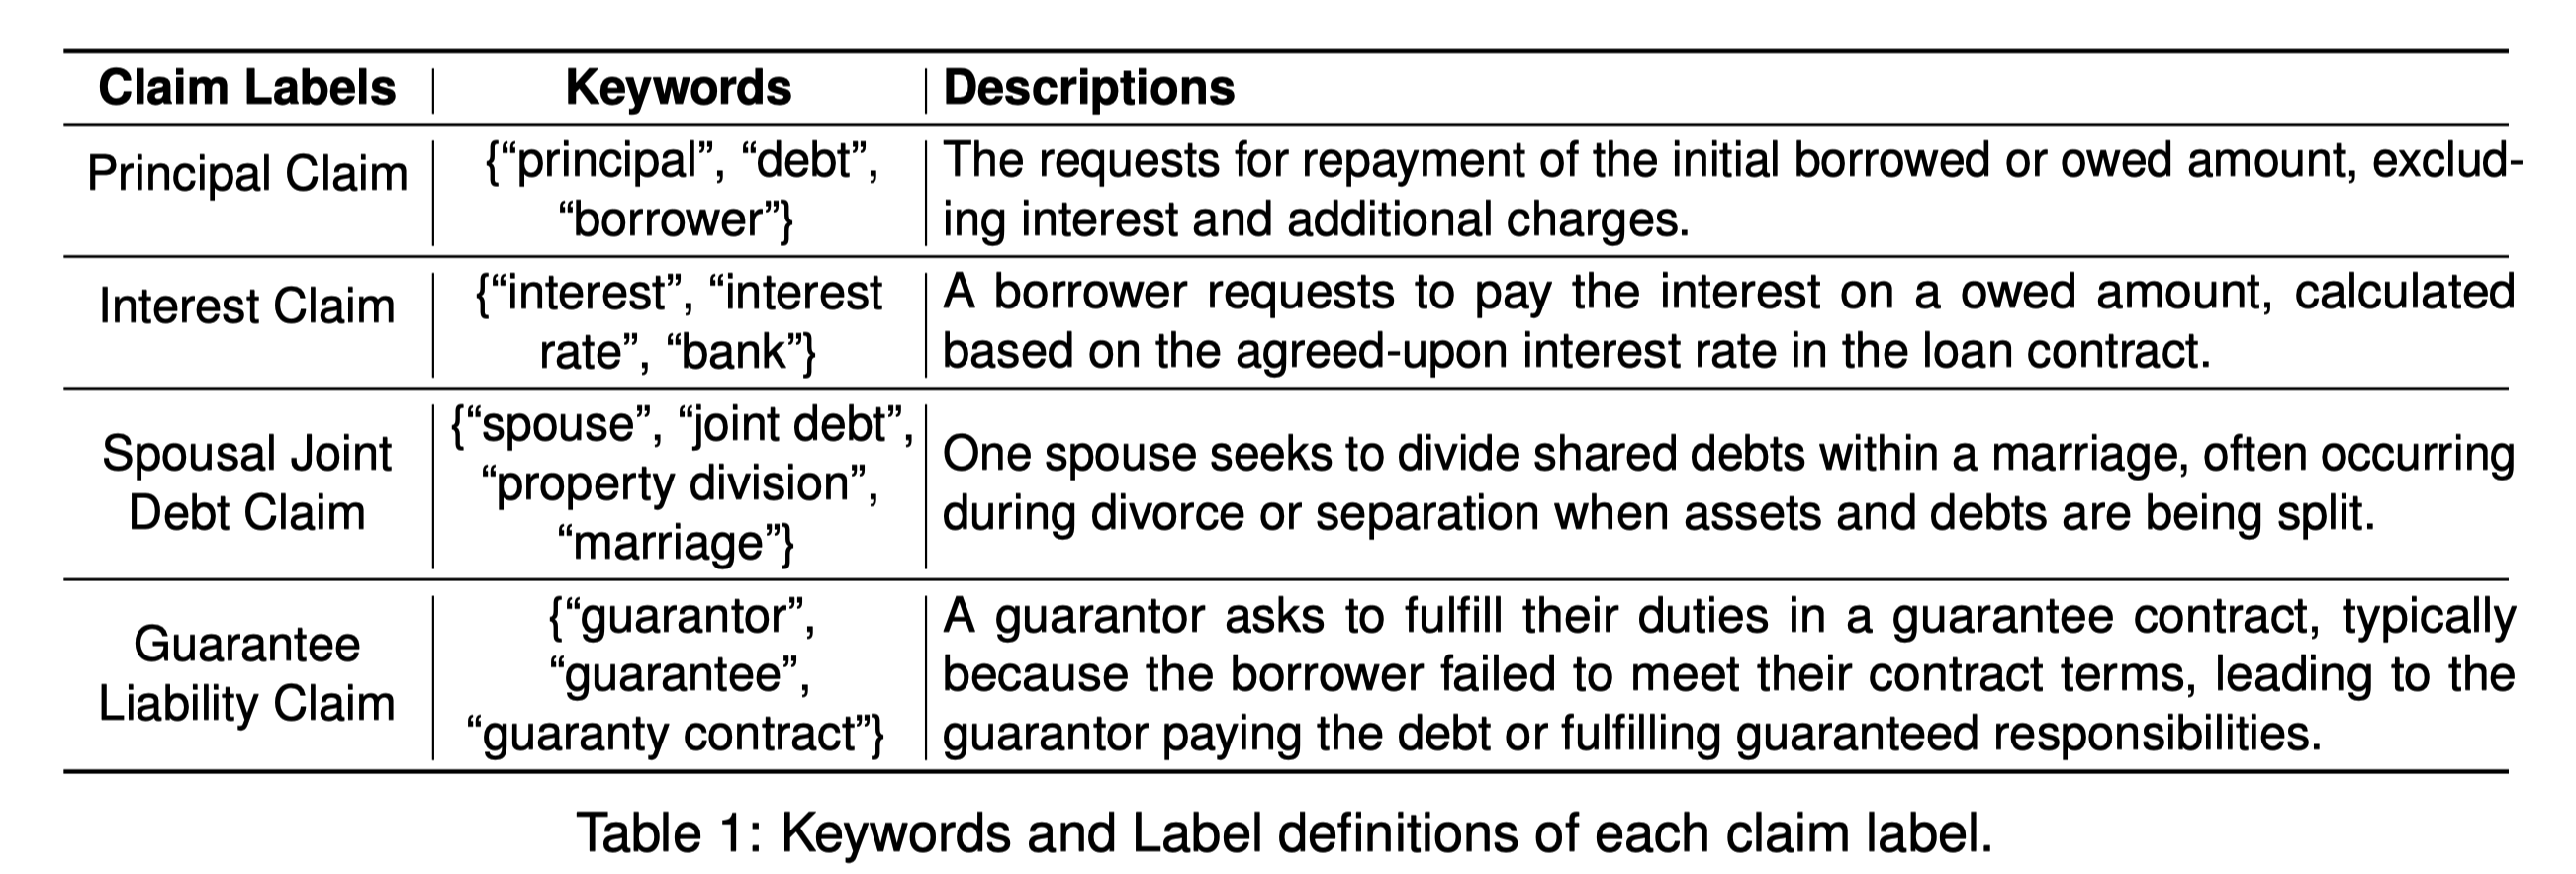 Claim Labels Keywords Descriptions
Principal Claim {“principal”, “debt”, “borrower”} The requests for repayment of the initial borrowed or owed amount, exclud-
ing interest and additional charges.
Interest Claim {“interest”, “interest rate”, “bank”} A borrower requests to pay the interest on a owed amount, calculated
based on the agreed-upon interest rate in the loan contract.
Spousal Joint Debt Claim {“spouse”, “joint debt”, “property division”, “marriage”} One spouse seeks to divide shared debts within a marriage, often occurring
during divorce or separation when assets and debts are being split.
Guarantee Liability Claim {“guarantor”, “guarantee”, “guaranty contract”} A guarantor asks to fulfill their duties in a guarantee contract, typically
because the borrower failed to meet their contract terms, leading to the
guarantor paying the debt or fulfilling guaranteed responsibilities.
Table 1: Keywords and Label definitions of each claim label.